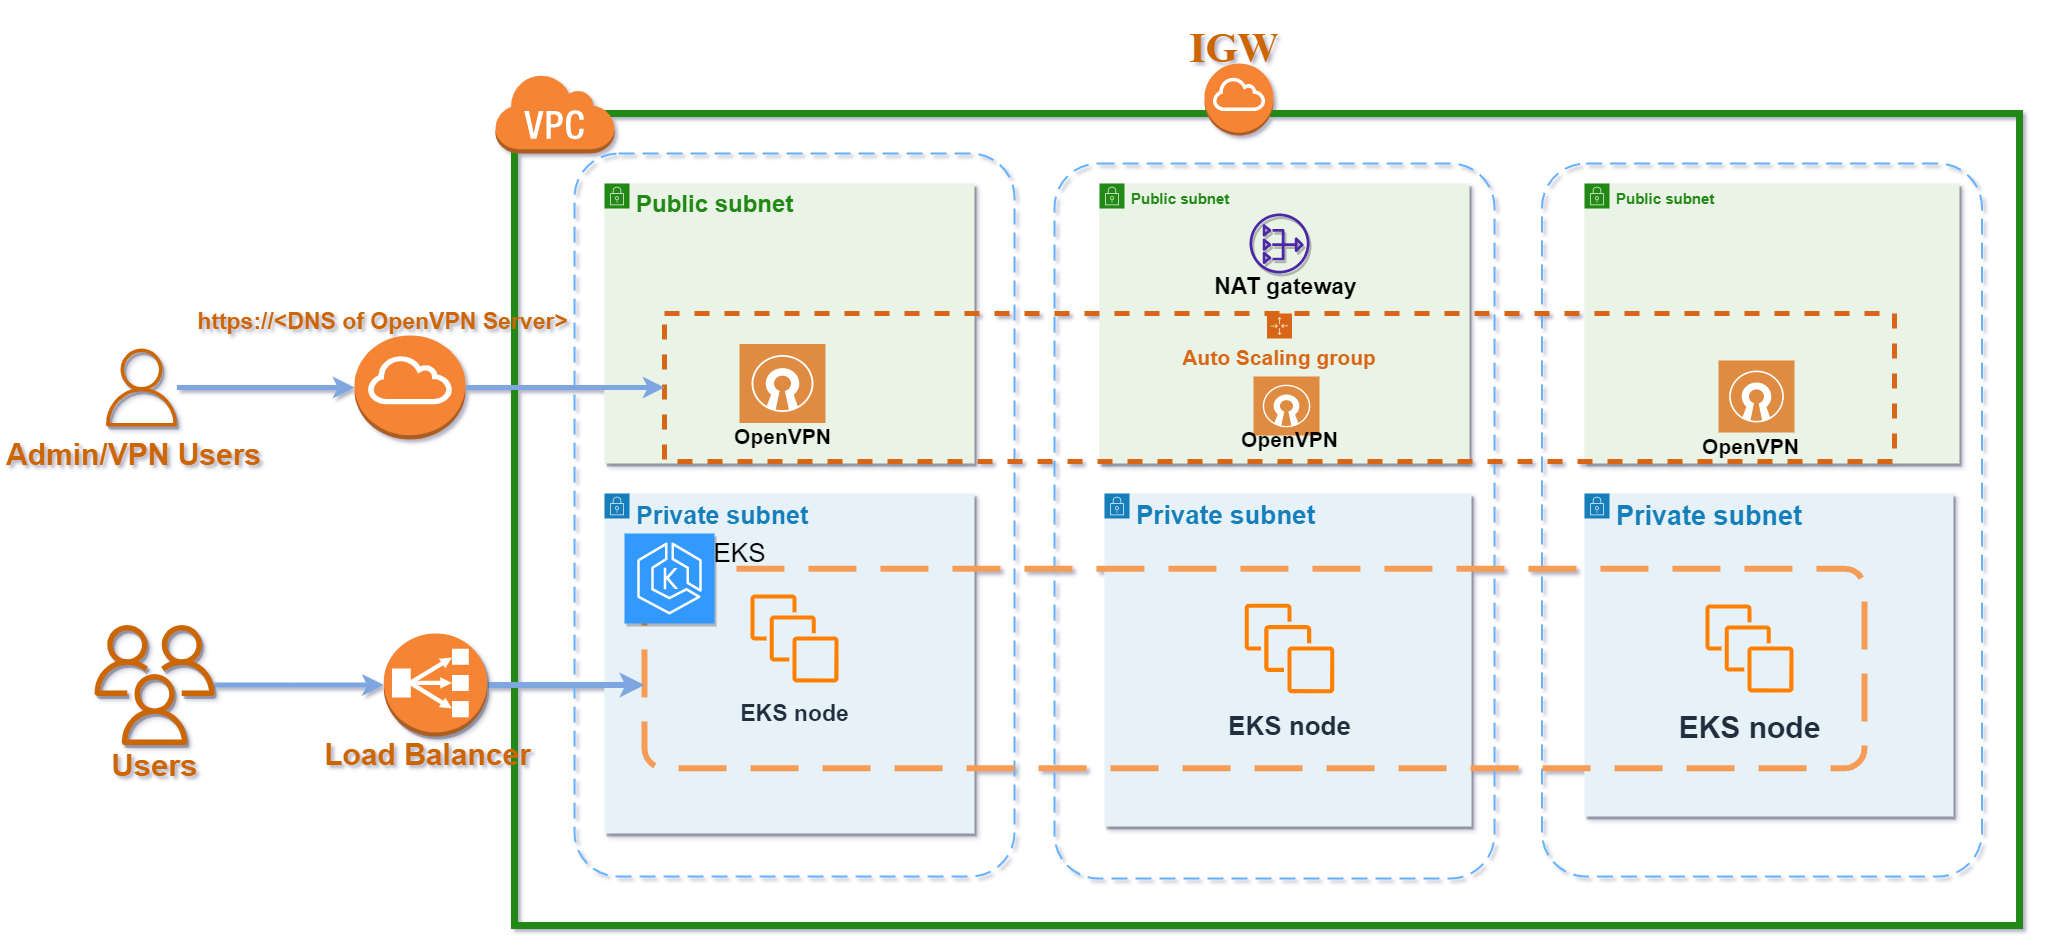 IGW
VPC
Public subnet
Public subnet
Public subnet
NAT gateway
https://<DNS of OpenVPN Server>
Auto Scaling group
OpenVPN
OpenVPN
OpenVPN
Admin/VPN Users
Private subnet
Private subnet
Private subnet
EKS
K
EKS node
EKS node
EKS node
Load Balancer
Users